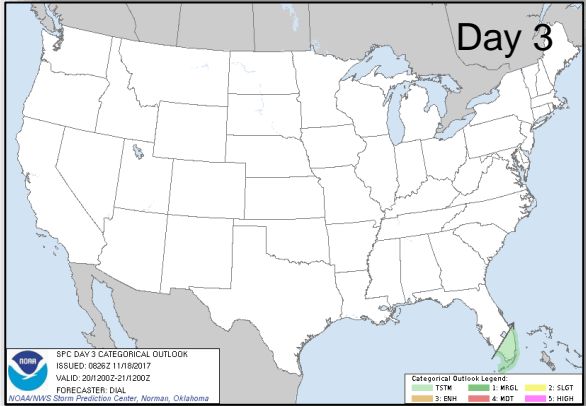 Day 3
NOAA
SPC DAY 3 CATEGORICAL OUTLOOK
ISSUED: 0826Z 11/18/2017
VALID: 20/1200Z-21/1200Z
FORECASTER: DIAL
NOAA/NWS Storm Prediction Center, Norman, Oklahoma
Categorical Outlook Legend:
TSTM 1: MRGL 2: SLGT
3: ENH 4: MDT 5: HIGH